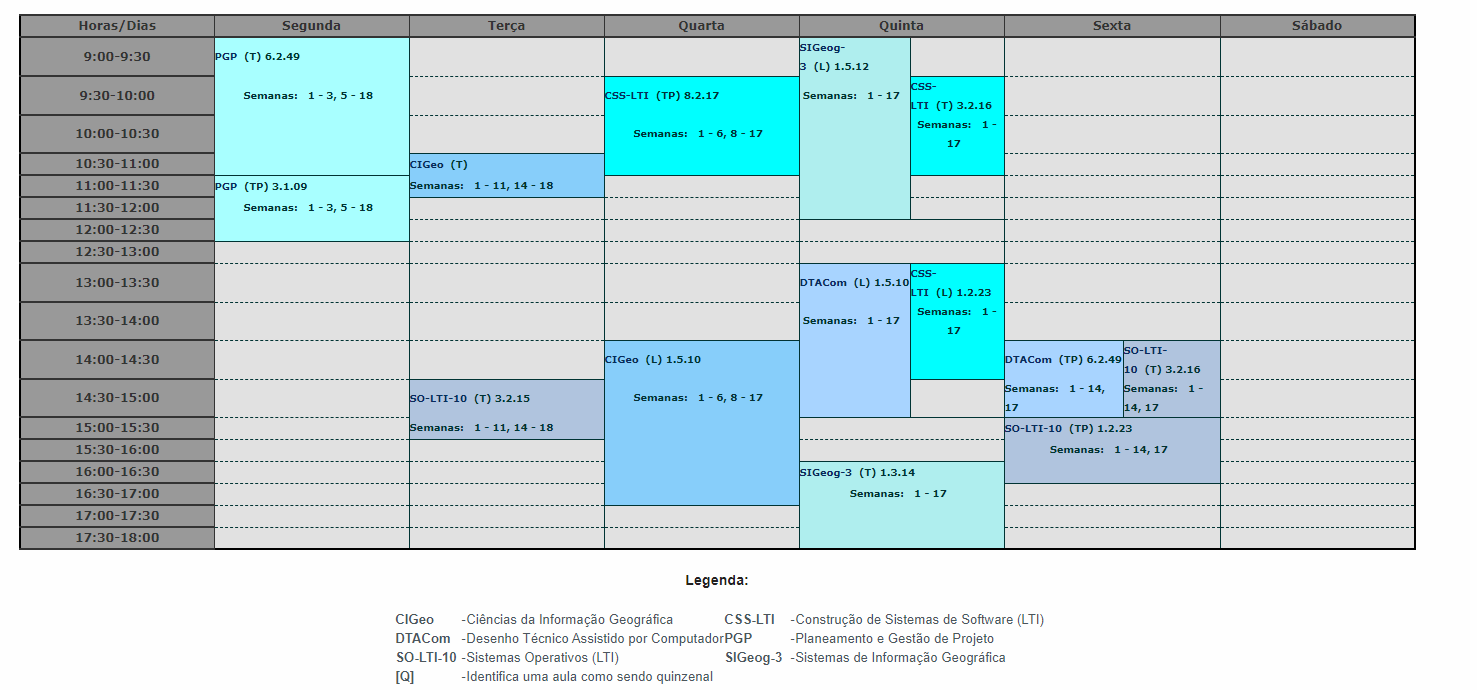 Horas/Dias Segunda Terça Quarta Quinta Sexta Sábado
9:00-9:30
PGP (T) 6.2.49
Semanas: 1 - 3, 5 - 18
SIGeog-
3 (L) 1.5.12
Semanas: 1 - 17
9:30-10:00
CSS-LTI (TP) 8.2.17
Semanas: 1 - 6, 8 - 17
CSS-
LTI (T) 3.2.16
Semanas: 1 -
17
10:00-10:30
10:30-11:00
CIGeo (T)
Semanas: 1 - 11, 14 - 18
11:00-11:30
PGP (TP) 3.1.09
Semanas: 1 - 3, 5 - 18
11:30-12:00
12:00-12:30
12:30-13:00
13:00-13:30
DTACom (L) 1.5.10
Semanas: 1 - 17
CSS-
LTI (L) 1.2.23
Semanas: 1 -
17
13:30-14:00
14:00-14:30
CIGeo (L) 1.5.10
Semanas: 1 - 6, 8 - 17
DTACom (TP) 6.2.49
Semanas: 1 - 14,
17
SO-LTI-
10 (T) 3.2.16
Semanas: 1 -
14, 17
14:30-15:00
SO-LTI-10 (T) 3.2.15
Semanas: 1 - 11, 14 - 18
15:00-15:30
SO-LTI-10 (TP) 1.2.23
Semanas: 1 - 14, 17
15:30-16:00
16:00-16:30
SIGeog-3 (T) 1.3.14
Semanas: 1 - 17
16:30-17:00
17:00-17:30
17:30-18:00
Legenda:
CIGeo -Ciências da Informação Geográfica CSS-LTI -Construção de Sistemas de Software (LTI)
DTACom -Desenho Técnico Assistido por Computador PGP -Planeamento e Gestão de Projeto
SO-LTI-10 -Sistemas Operativos (LTI) SIGeog-3 -Sistemas de Informação Geográfica
[Q] -Identifica uma aula como sendo quinzenal